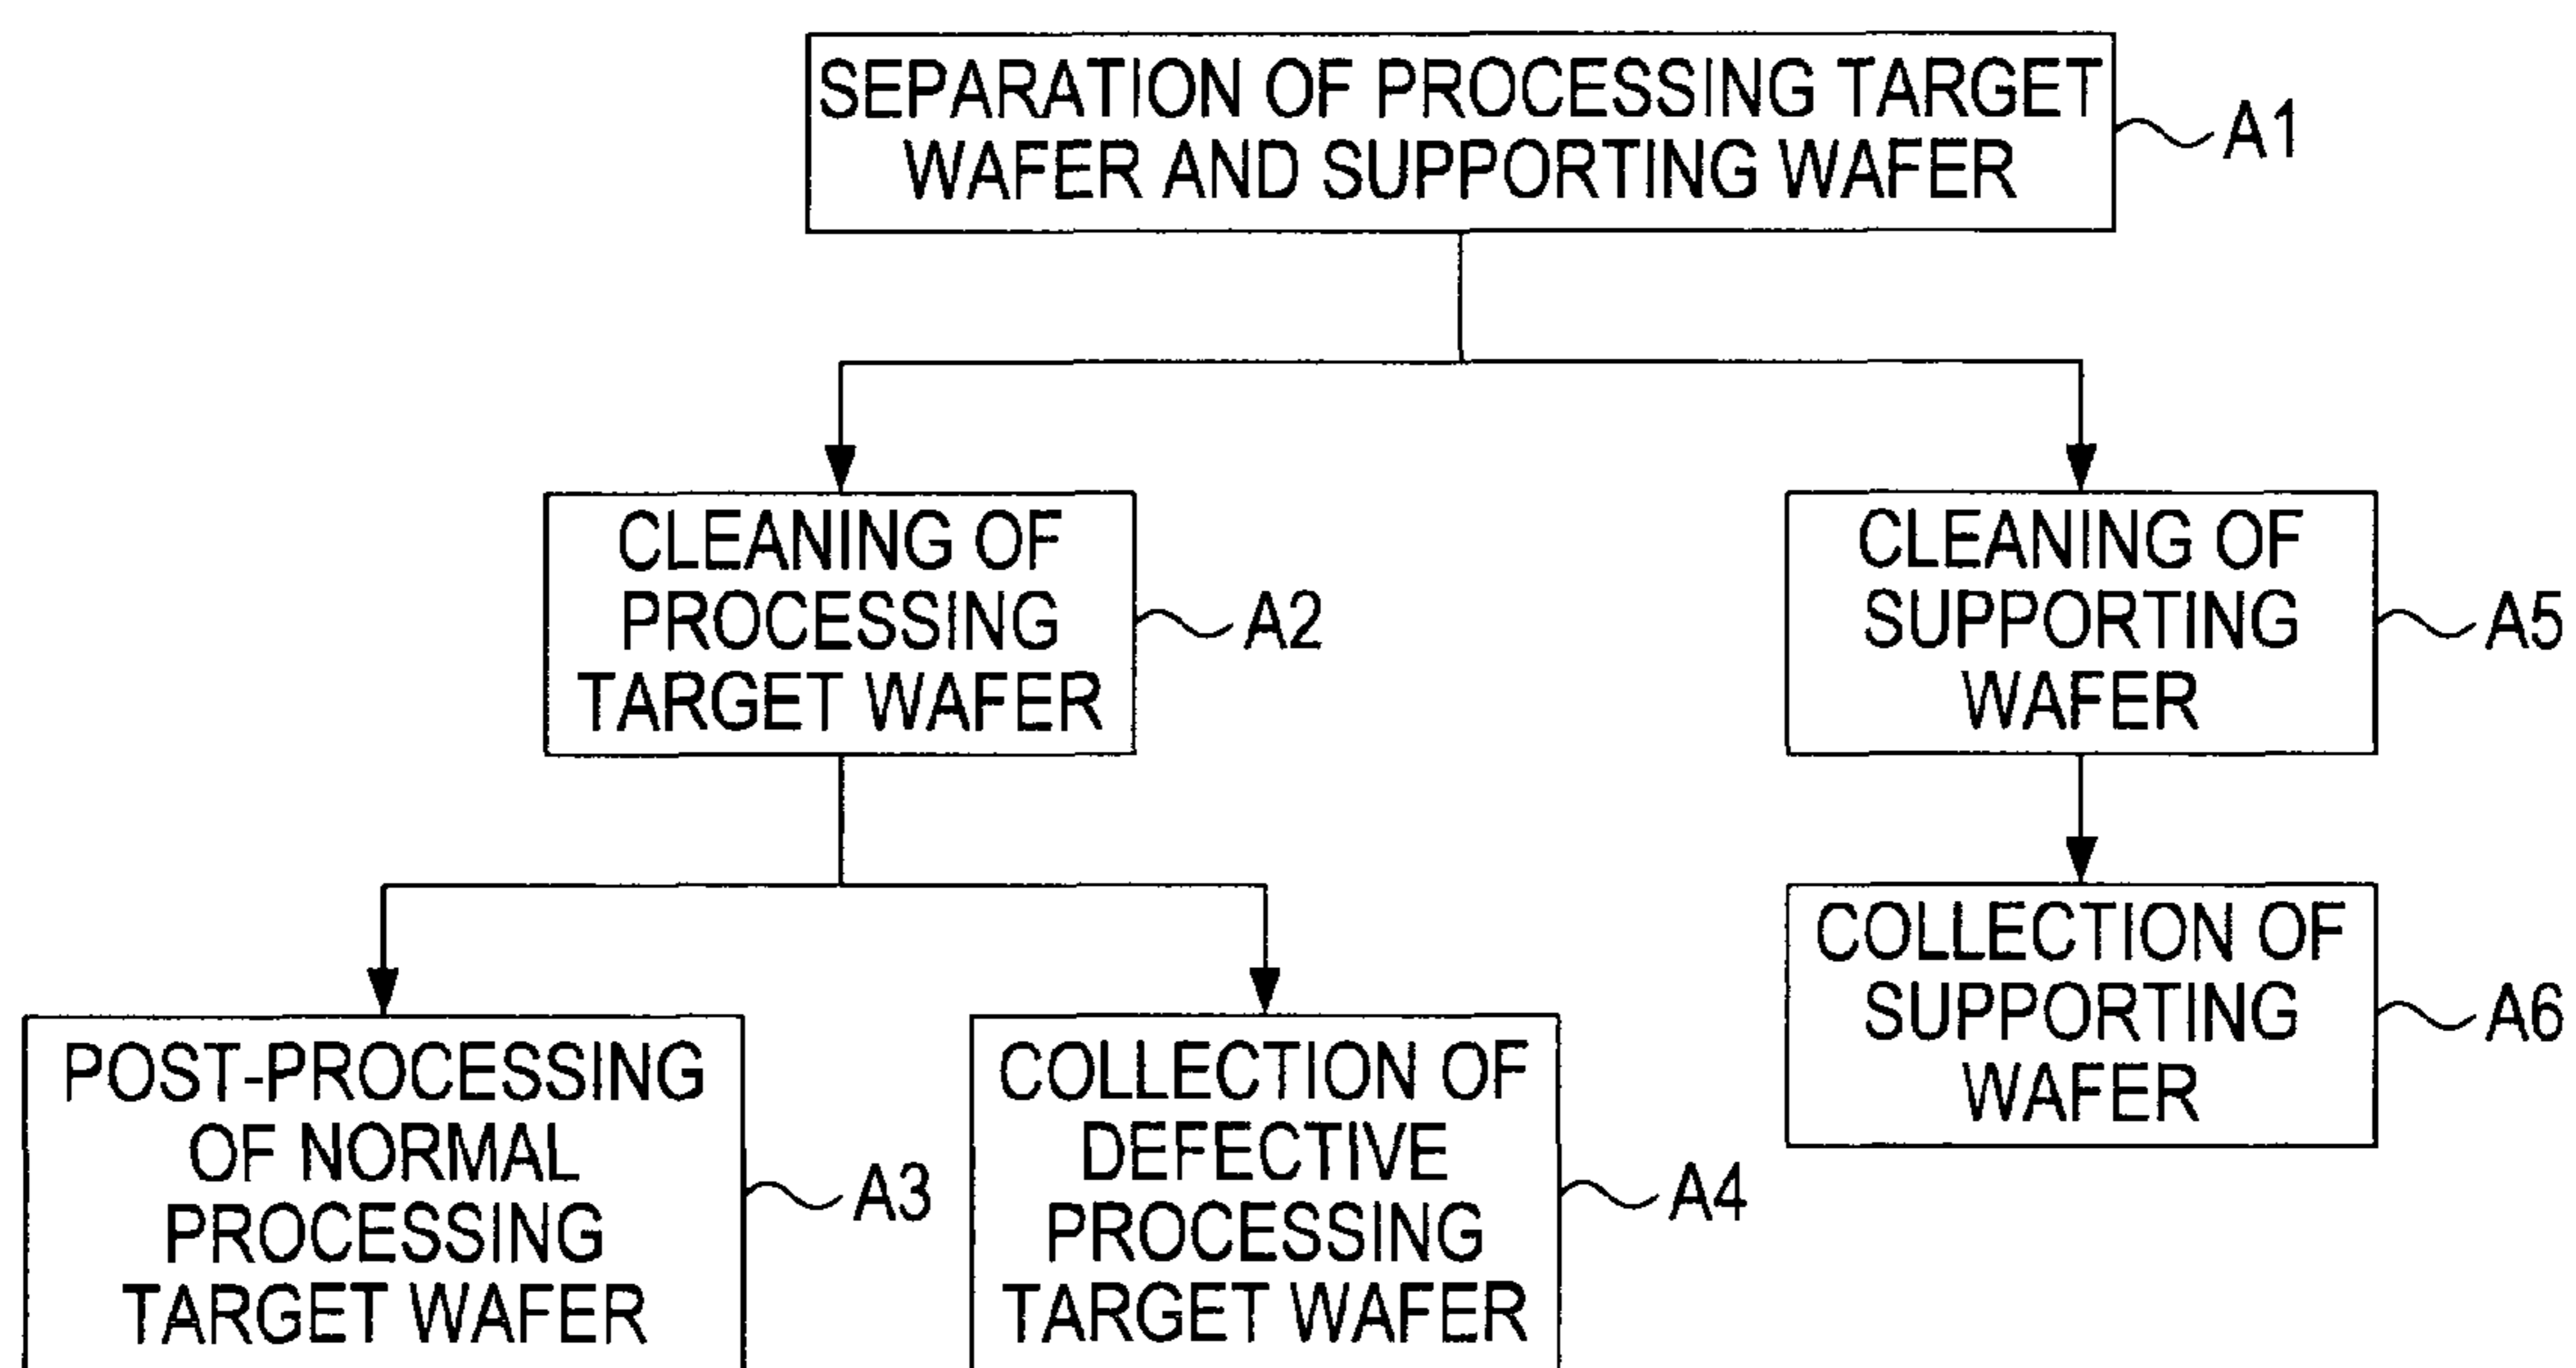 SEPARATION OF PROCESSING TARGET
WAFER AND SUPPORTING WAFER
A1
CLEANING OF
PROCESSING
TARGET WAFER
A2
CLEANING OF
SUPPORTING
WAFER
A5
COLLECTION OF
SUPPORTING
WAFER
A6
POST-PROCESSING
OF NORMAL
PROCESSING
TARGET WAFER
A3
COLLECTION OF
DEFECTIVE
PROCESSING
TARGET WAFER
A4